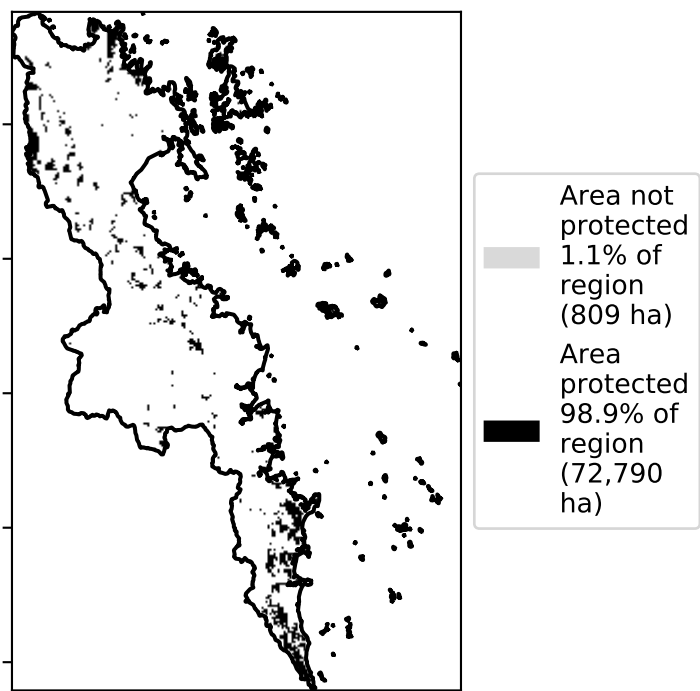 Area not
protected
1.1% of
region
(809 ha)
Area
protected
98.9% of
region
(72,790
ha)